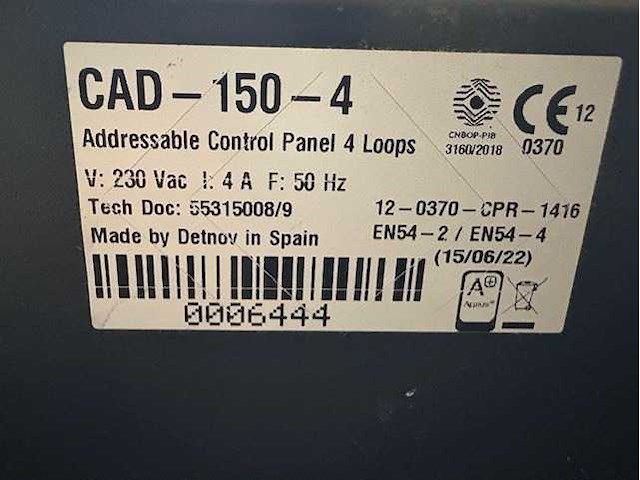 CAD-150-4
Addressable Control Panel 4 Loops
V: 230 Vac I: 4 A F: 50 Hz
Tech Doc: 55315008/9
Made by Detnov in Spain
0006444
CNBOP-PIB
3160/2018
CE 12
0370
12-0370-CPR-1416
EN54-2 / EN54-4
(15/06/22)
A+
Applus+